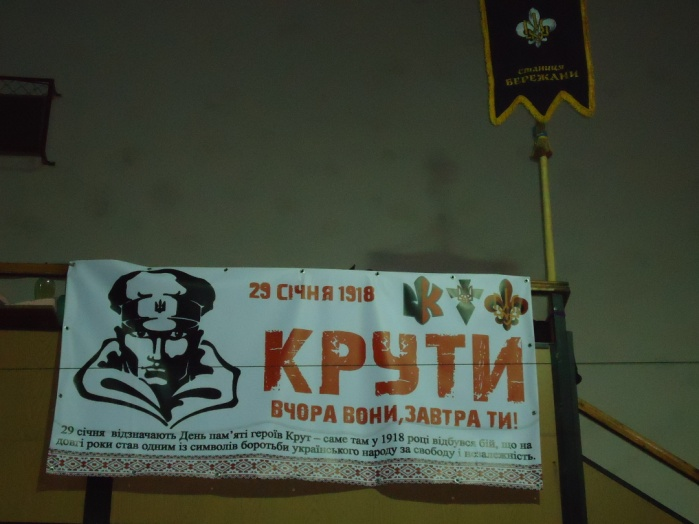 СТАНИЦЯ
БЕРЕЖАНИ
29 СІЧНЯ 1918
КРУТИ
ВЧОРА ВОНИ, ЗАВТРА ТИ!
29 січня відзначають День пам'яті героїв Крут – саме там у 1918 році відбувся бій, що на
довгі роки став одним із символів боротьби українського народу за свободу і незалежність.